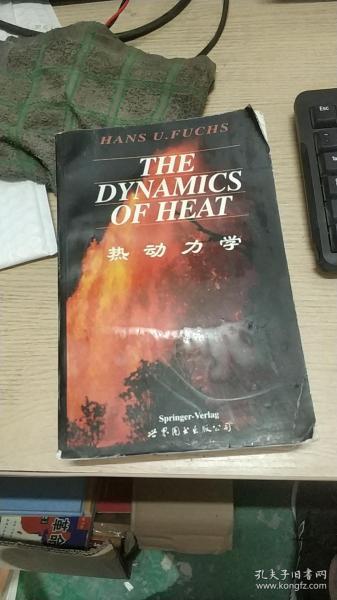 HANS U. FUCHS
THE
DYNAMICS
OF HEAT
热动力学
Springer-Verlag
世界图书出版公司
Esc
孔夫子旧书网
www.kongfz.com